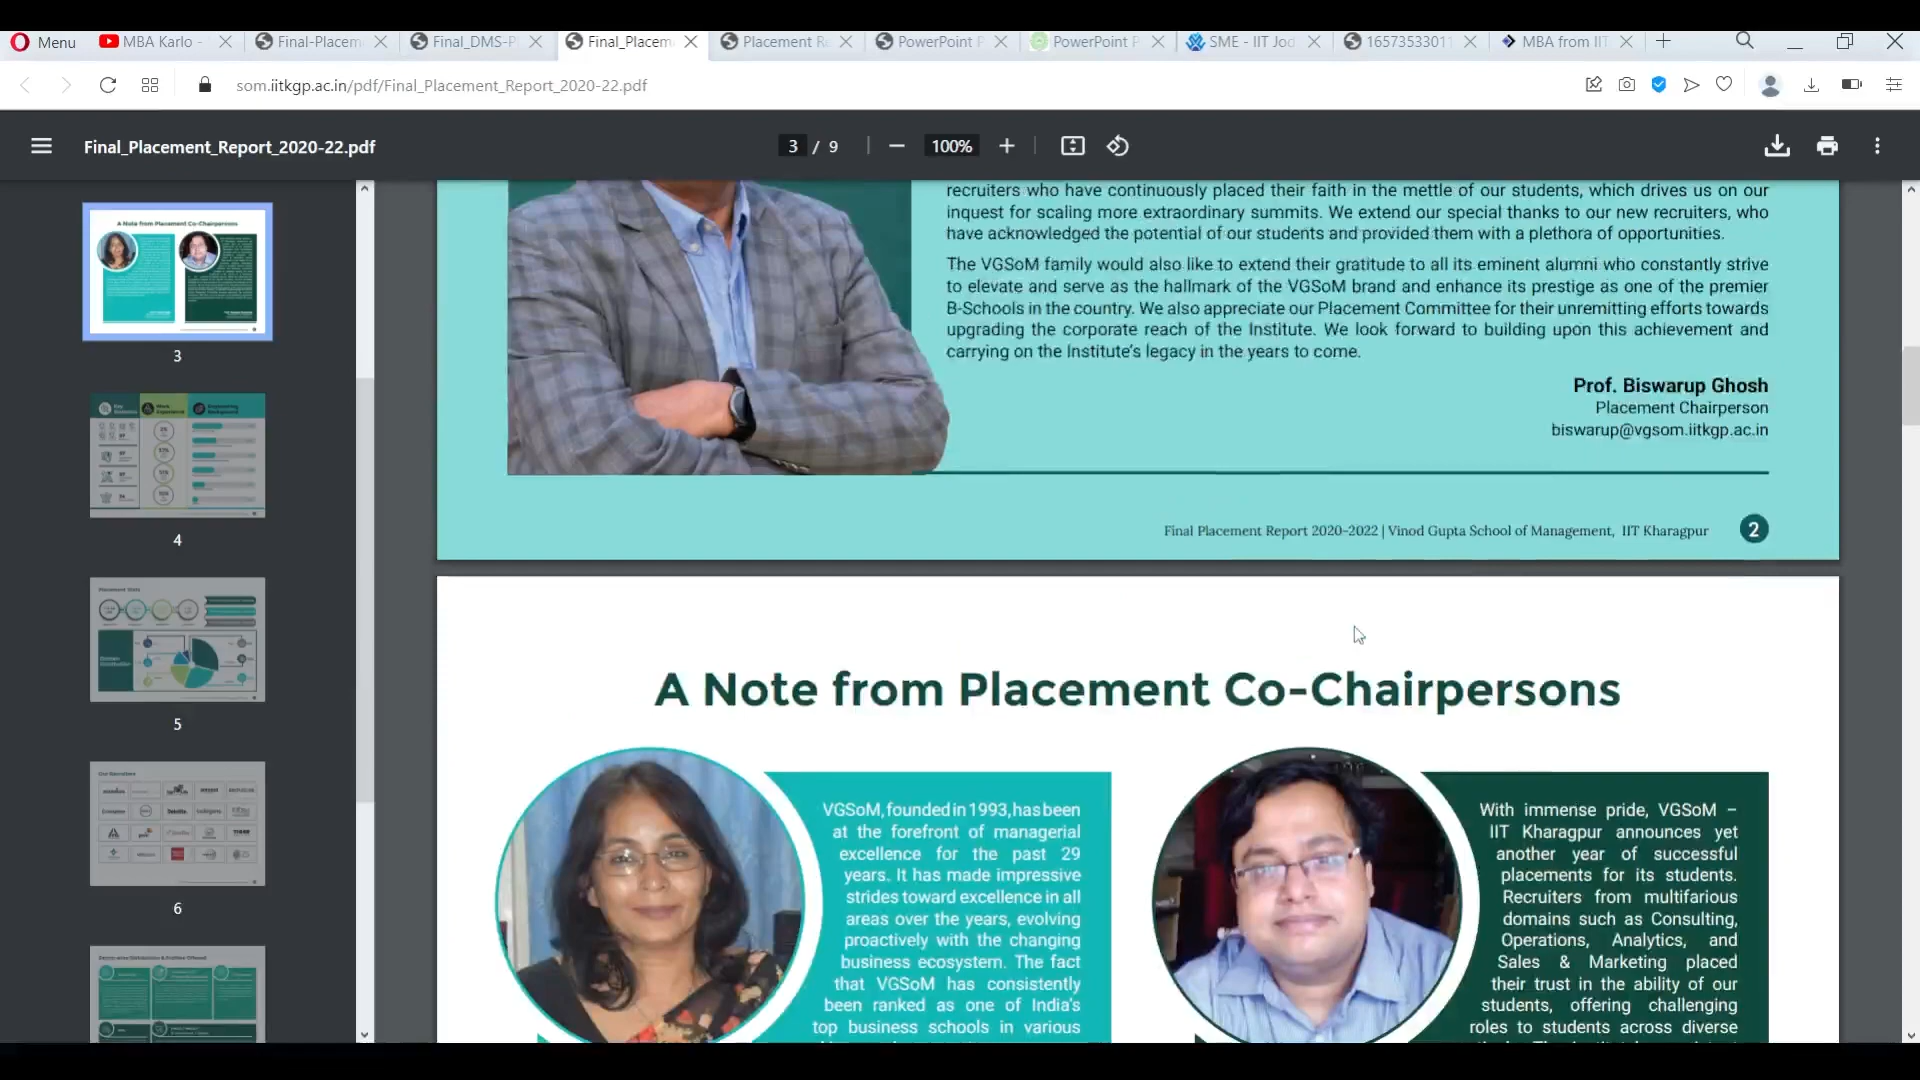 Menu
MBA Karlo -
Final-Placem
Final_DMS-P
Final_Placem
Placement R
PowerPoint P
PowerPoint P
SME - IIT Jod
16573533011
MBA from IIT
som.iitkgp.ac.in/pdf/Final_Placement_Report_2020-22.pdf
Final_Placement_Report_2020-22.pdf
3 / 9
100%
A Note from Placement Co-Chairpersons
3
4
Placement Stats
5
Our Recruiters
6
recruiters who have continuously placed their faith in the mettle of our students, which drives us on our
inquest for scaling more extraordinary summits. We extend our special thanks to our new recruiters, who
have acknowledged the potential of our students and provided them with a plethora of opportunities.
The VGSoM family would also like to extend their gratitude to all its eminent alumni who constantly strive
to elevate and serve as the hallmark of the VGSoM brand and enhance its prestige as one of the premier
B-Schools in the country. We also appreciate our Placement Committee for their unremitting efforts towards
upgrading the corporate reach of the Institute. We look forward to building upon this achievement and
carrying on the Institute's legacy in the years to come.
Prof. Biswarup Ghosh
Placement Chairperson
biswarup@vgsom.iitkgp.ac.in
Final Placement Report 2020-2022 | Vinod Gupta School of Management, IIT Kharagpur
2
A Note from Placement Co-Chairpersons
VGSoM, founded in 1993, has been
at the forefront of managerial
excellence for the past 29
years. It has made impressive
strides toward excellence in all
areas over the years, evolving
proactively with the changing
business ecosystem. The fact
that VGSoM has consistently
been ranked as one of India's
top business schools in various
With immense pride, VGSoM –
IIT Kharagpur announces yet
another year of successful
placements for its students.
Recruiters from multifarious
domains such as Consulting,
Operations, Analytics, and
Sales & Marketing placed
their trust in the ability of our
students, offering challenging
roles to students across diverse